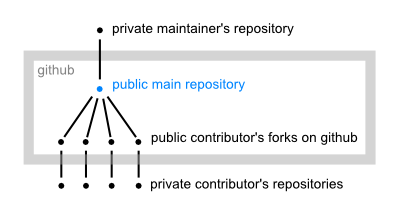 private maintainer's repository
github
public main repository
public contributor's forks on github
private contributor's repositories